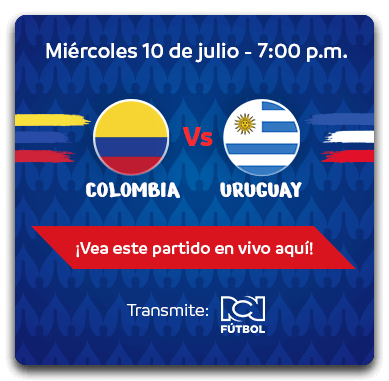 Miércoles 10 de julio - 7:00 p.m.
Vs
COLOMBIA
URUGUAY
¡Vea este partido en vivo aquí!
Transmite: RCN
FÚTBOL